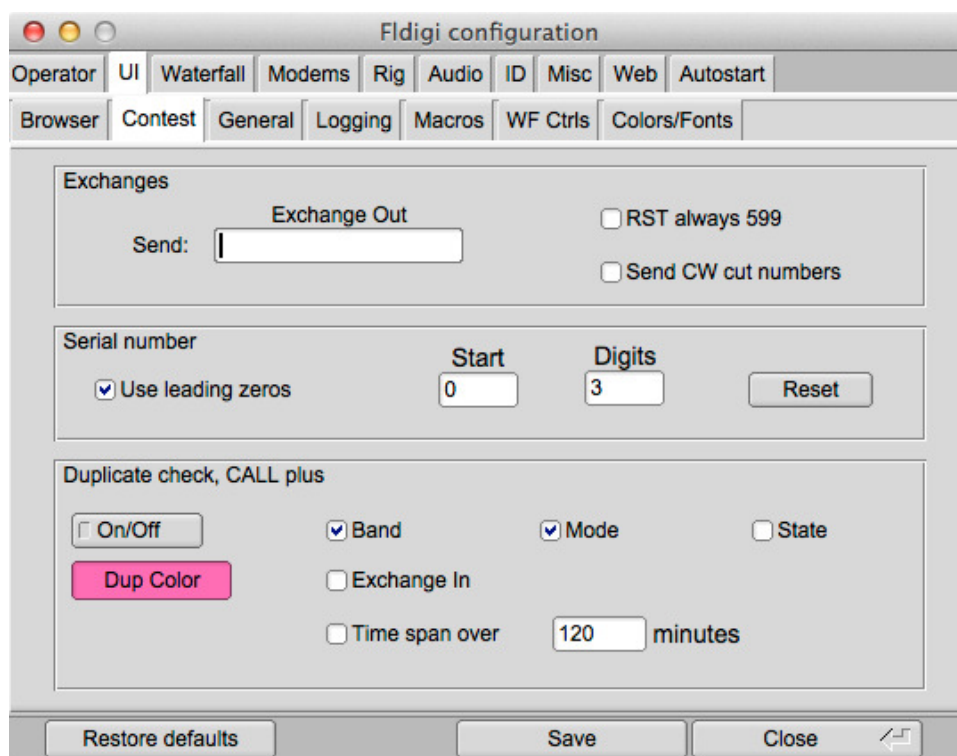 Fldigi configuration
Operator UI Waterfall Modems Rig Audio ID Misc Web Autostart
Browser Contest General Logging Macros WF Ctrls Colors/Fonts
Exchanges
Exchange Out
RST always 599
Send:
Send CW cut numbers
Serial number
Start Digits
Use leading zeros 0 3 Reset
Duplicate check, CALL plus
On/Off Band Mode State
Dup Color Exchange In
Time span over 120 minutes
Restore defaults Save Close